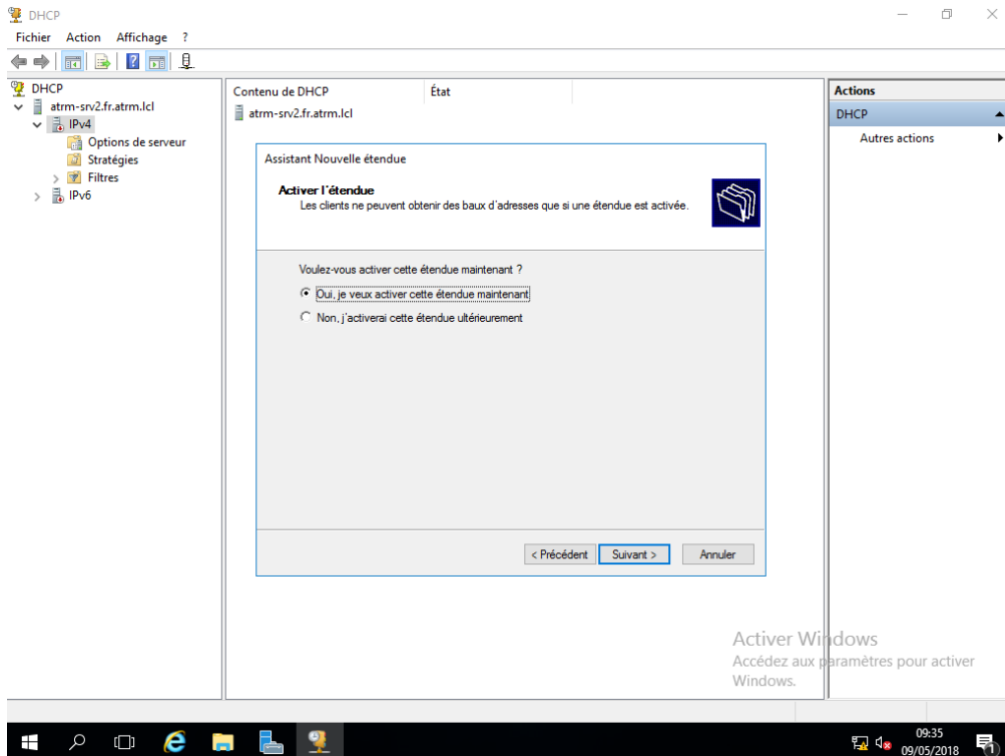 DHCP
Fichier Action Affichage ?
DHCP
atrm-srv2.fr.atrm.lcl
IPv4
Options de serveur
Stratégies
Filtres
IPv6
Contenu de DHCP État
atrm-srv2.fr.atrm.lcl
Assistant Nouvelle étendue
Activer l'étendue
Les clients ne peuvent obtenir des baux d'adresses que si une étendue est activée.
Voulez-vous activer cette étendue maintenant ?
Oui, je veux activer cette étendue maintenant
Non, j'activerai cette étendue ultérieurement
< Précédent Suivant > Annuler
Actions
DHCP
Autres actions
Activer Windows
Accédez aux paramètres pour activer
Windows.
09:35
09/05/2018
1